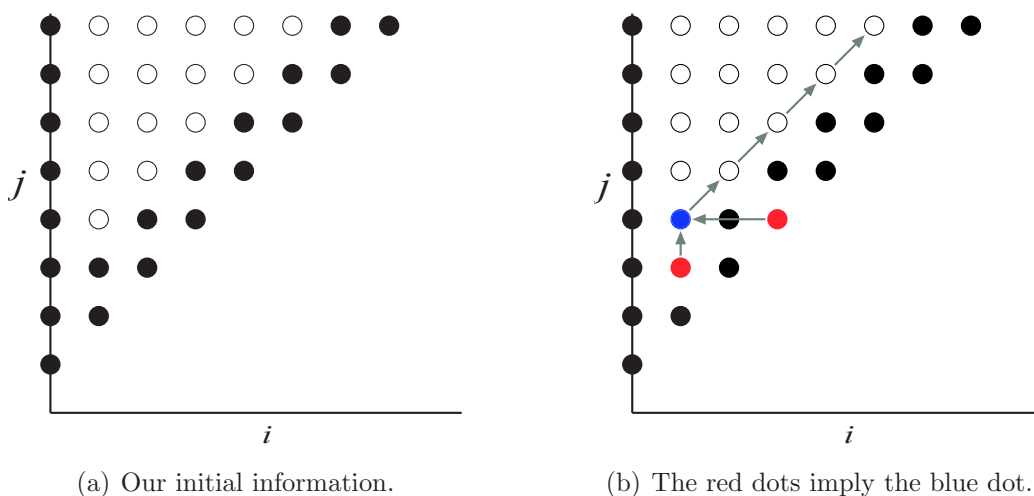 j
i
(a) Our initial information.
j
i
(b) The red dots imply the blue dot.